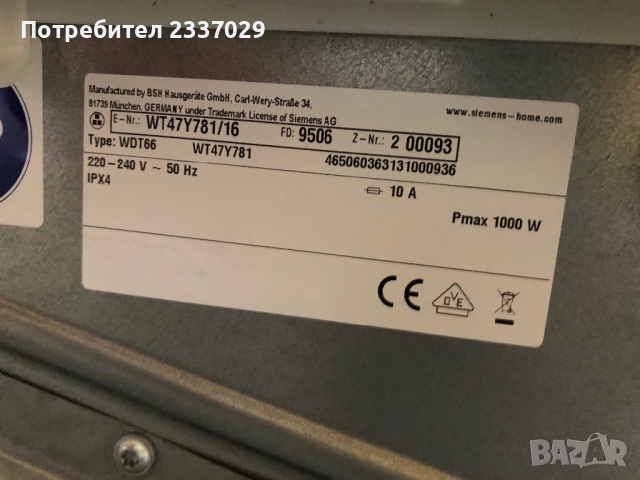 Потребител 2337029
Manufactured by BSH Hausgeräte GmbH, Carl-Wery-Straße 34,
81739 München, GERMANY under Trademark License of Siemens AG
www.siemens-home.com
E-Nr.: WT47Y781/16 FD: 9506 Z-Nr.: 2 00093
Type: WDT66 WT47Y781 465060363131000936
220-240 V ~ 50 Hz
10 A
IPX4
Pmax 1000 W
CE DVE
BAZAR